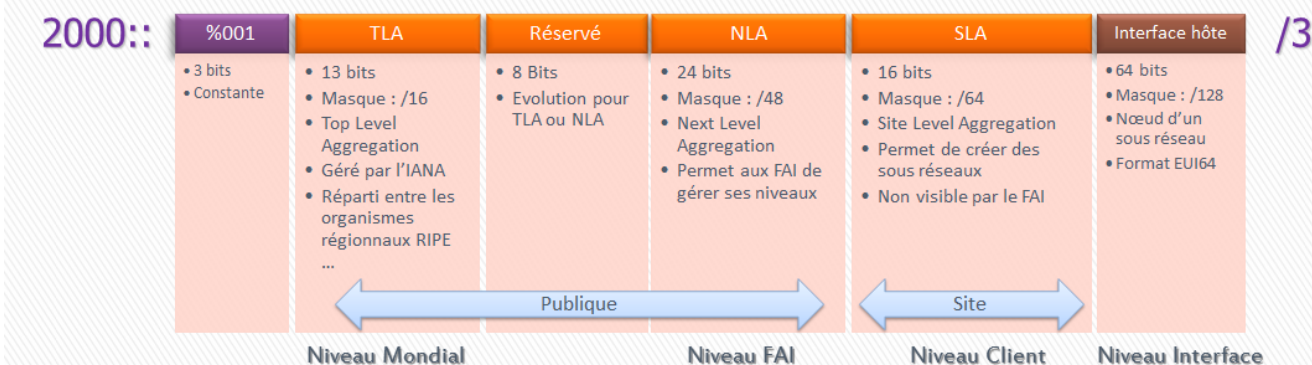 2000::
%001
• 3 bits
• Constante
TLA
• 13 bits
• Masque : /16
• Top Level
Aggregation
• Géré par l'IANA
• Réparti entre les
organismes
régionnaux RIPE
...
Réservé
• 8 Bits
• Evolution pour
TLA ou NLA
NLA
• 24 bits
• Masque : /48
• Next Level
Aggregation
• Permet aux FAI de
gérer ses niveaux
SLA
• 16 bits
• Masque : /64
• Site Level Aggregation
• Permet de créer des
sous réseaux
• Non visible par le FAI
Interface hôte
• 64 bits
• Masque : /128
• Nœud d'un
sous réseau
• Format EUI64
/3
Publique
Site
Niveau Mondial
Niveau FAI
Niveau Client
Niveau Interface